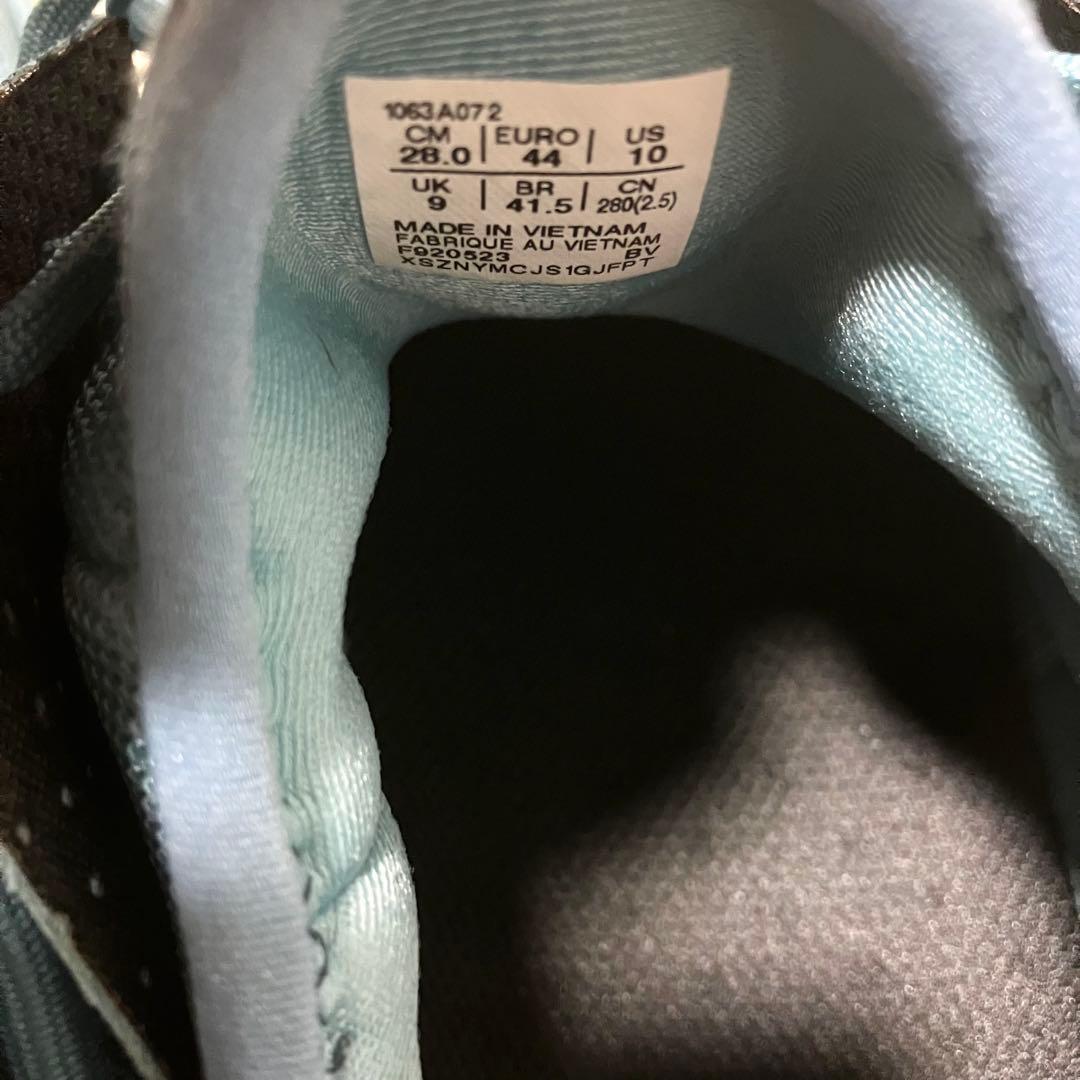 1063A072
CM | EURO | US
28.0 | 44 | 10
UK | BR | CN
9 | 41.5 | 280(2.5)
MADE IN VIETNAM
FABRIQUE AU VIETNAM
F920523 BV
XSZNYMCJS1GJFPT